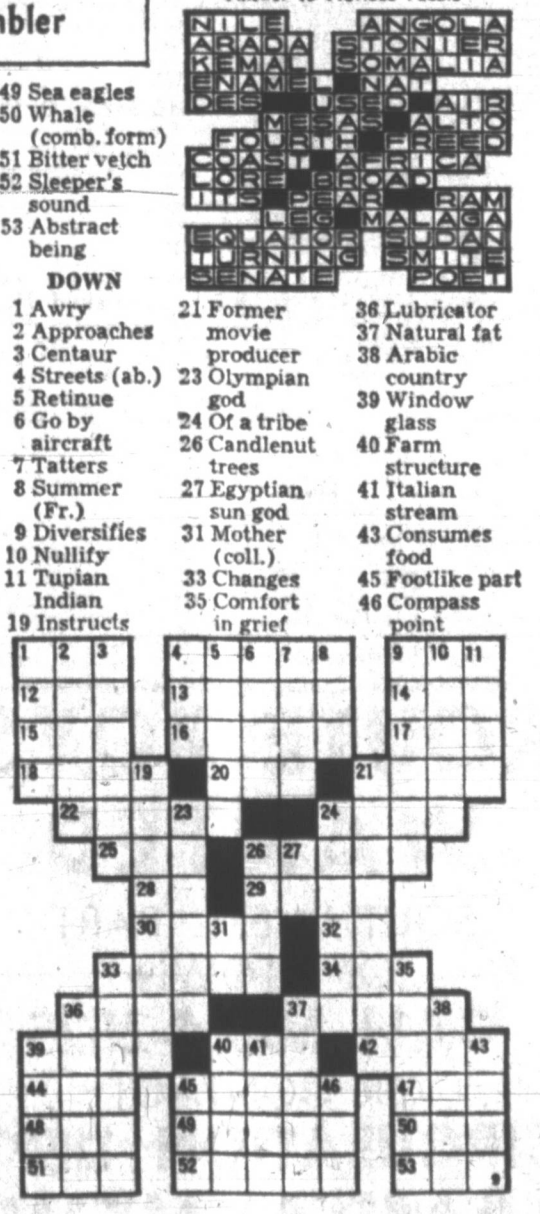 nbler
49 Sea eagles
50 Whale
(comb. form)
51 Bitter vetch
52 Sleeper's
sound
53 Abstract
being
NILE ANGOLA
ARADA STONIER
KEMAL SOMALIA
ENAMEL NAT
DES USED AIR
MESAS ALTO
FOURTH FREED
COAST AFRICA
LORE BROAD
ITS PEAR RAM
LEG MALAGA
EQUATOR SUDAN
TURNING SMITE
SENATE POET
DOWN
1 Awry
2 Approaches
3 Centaur
4 Streets (ab.)
5 Retinue
6 Go by
aircraft
7 Tatters
8 Summer
(Fr.)
9 Diversifies
10 Nullify
11 Tupian
Indian
19 Instructs
21 Former
movie
producer
23 Olympian
god
24 Of a tribe
26 Candlenut
trees
27 Egyptian
sun god
31 Mother
(coll.)
33 Changes
35 Comfort
in grief
36 Lubricator
37 Natural fat
38 Arabic
country
39 Window
glass
40 Farm
structure
41 Italian
stream
43 Consumes
food
45 Footlike part
46 Compass
point
1 2 3 4 5 6 7 8 9 10 11
12 13 14
15 16 17
18 19 20 21
22 23 24
25 26 27
28 29
30 31 32
33 34 35
36 37 38
39 40 41 42 43
44 45 46 47
48 49 50
51 52 53
9